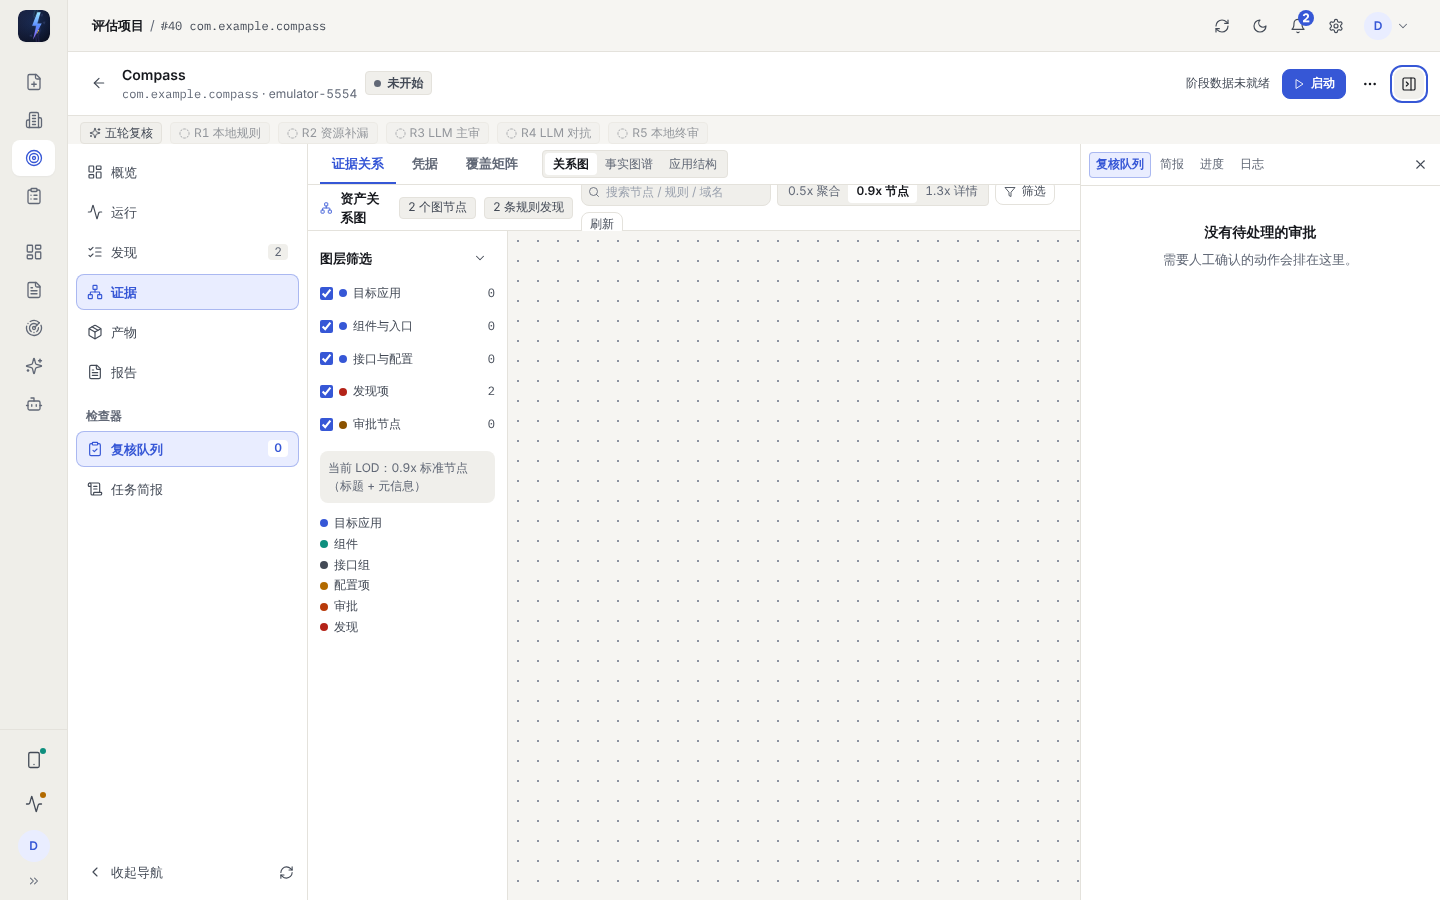 评估项目 / #40 com.example.compass
2
D
Compass
com.example.compass · emulator-5554
未开始
阶段数据未就绪
启动
五轮复核
R1 本地规则
R2 资源补漏
R3 LLM 主审
R4 LLM 对抗
R5 本地终审
概览
运行
发现 2
证据
产物
报告
检查器
复核队列 0
任务简报
收起导航
D
证据关系
凭据
覆盖矩阵
关系图
事实图谱
应用结构
资产关
系图
2 个图节点
2 条规则发现
搜索节点 / 规则 / 域名
0.5x 聚合
0.9x 节点
1.3x 详情
筛选
刷新
图层筛选
目标应用 0
组件与入口 0
接口与配置 0
发现项 2
审批节点 0
当前 LOD：0.9x 标准节点
（标题 + 元信息）
目标应用
组件
接口组
配置项
审批
发现
复核队列
简报
进度
日志
没有待处理的审批
需要人工确认的动作会排在这里。